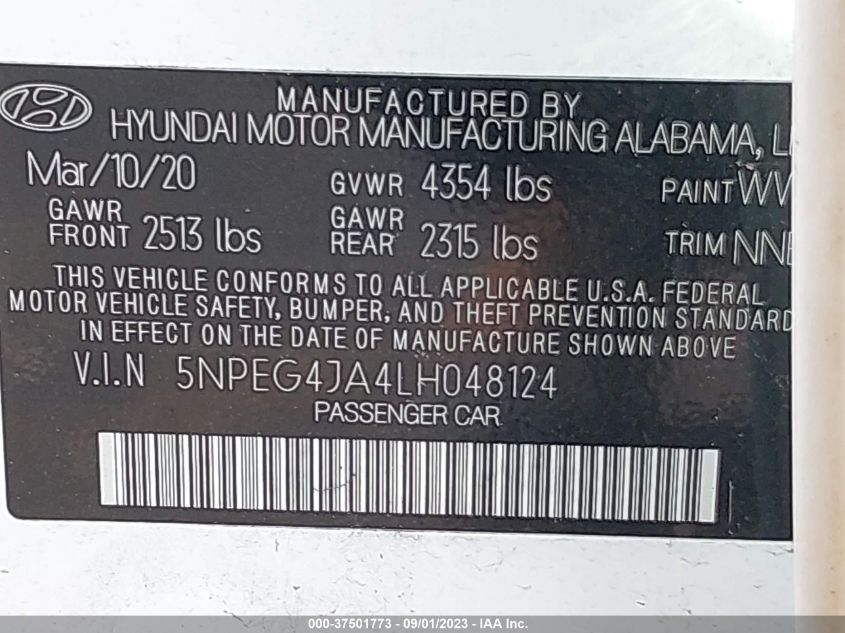 MANUFACTURED BY
HYUNDAI MOTOR MANUFACTURING ALABAMA,
Mar/10/20 GVWR 4354 lbs PAINT WV
GAWR FRONT 2513 lbs GAWR REAR 2315 lbs TRIM NN
THIS VEHICLE CONFORMS TO ALL APPLICABLE U.S.A. FEDERAL
MOTOR VEHICLE SAFETY, BUMPER, AND THEFT PREVENTION STANDARD
IN EFFECT ON THE DATE OF MANUFACTURE SHOWN ABOVE
V.I.N 5NPEG4JA4LH048124
PASSENGER CAR
000-37501773 - 09/01/2023 - IAA Inc.